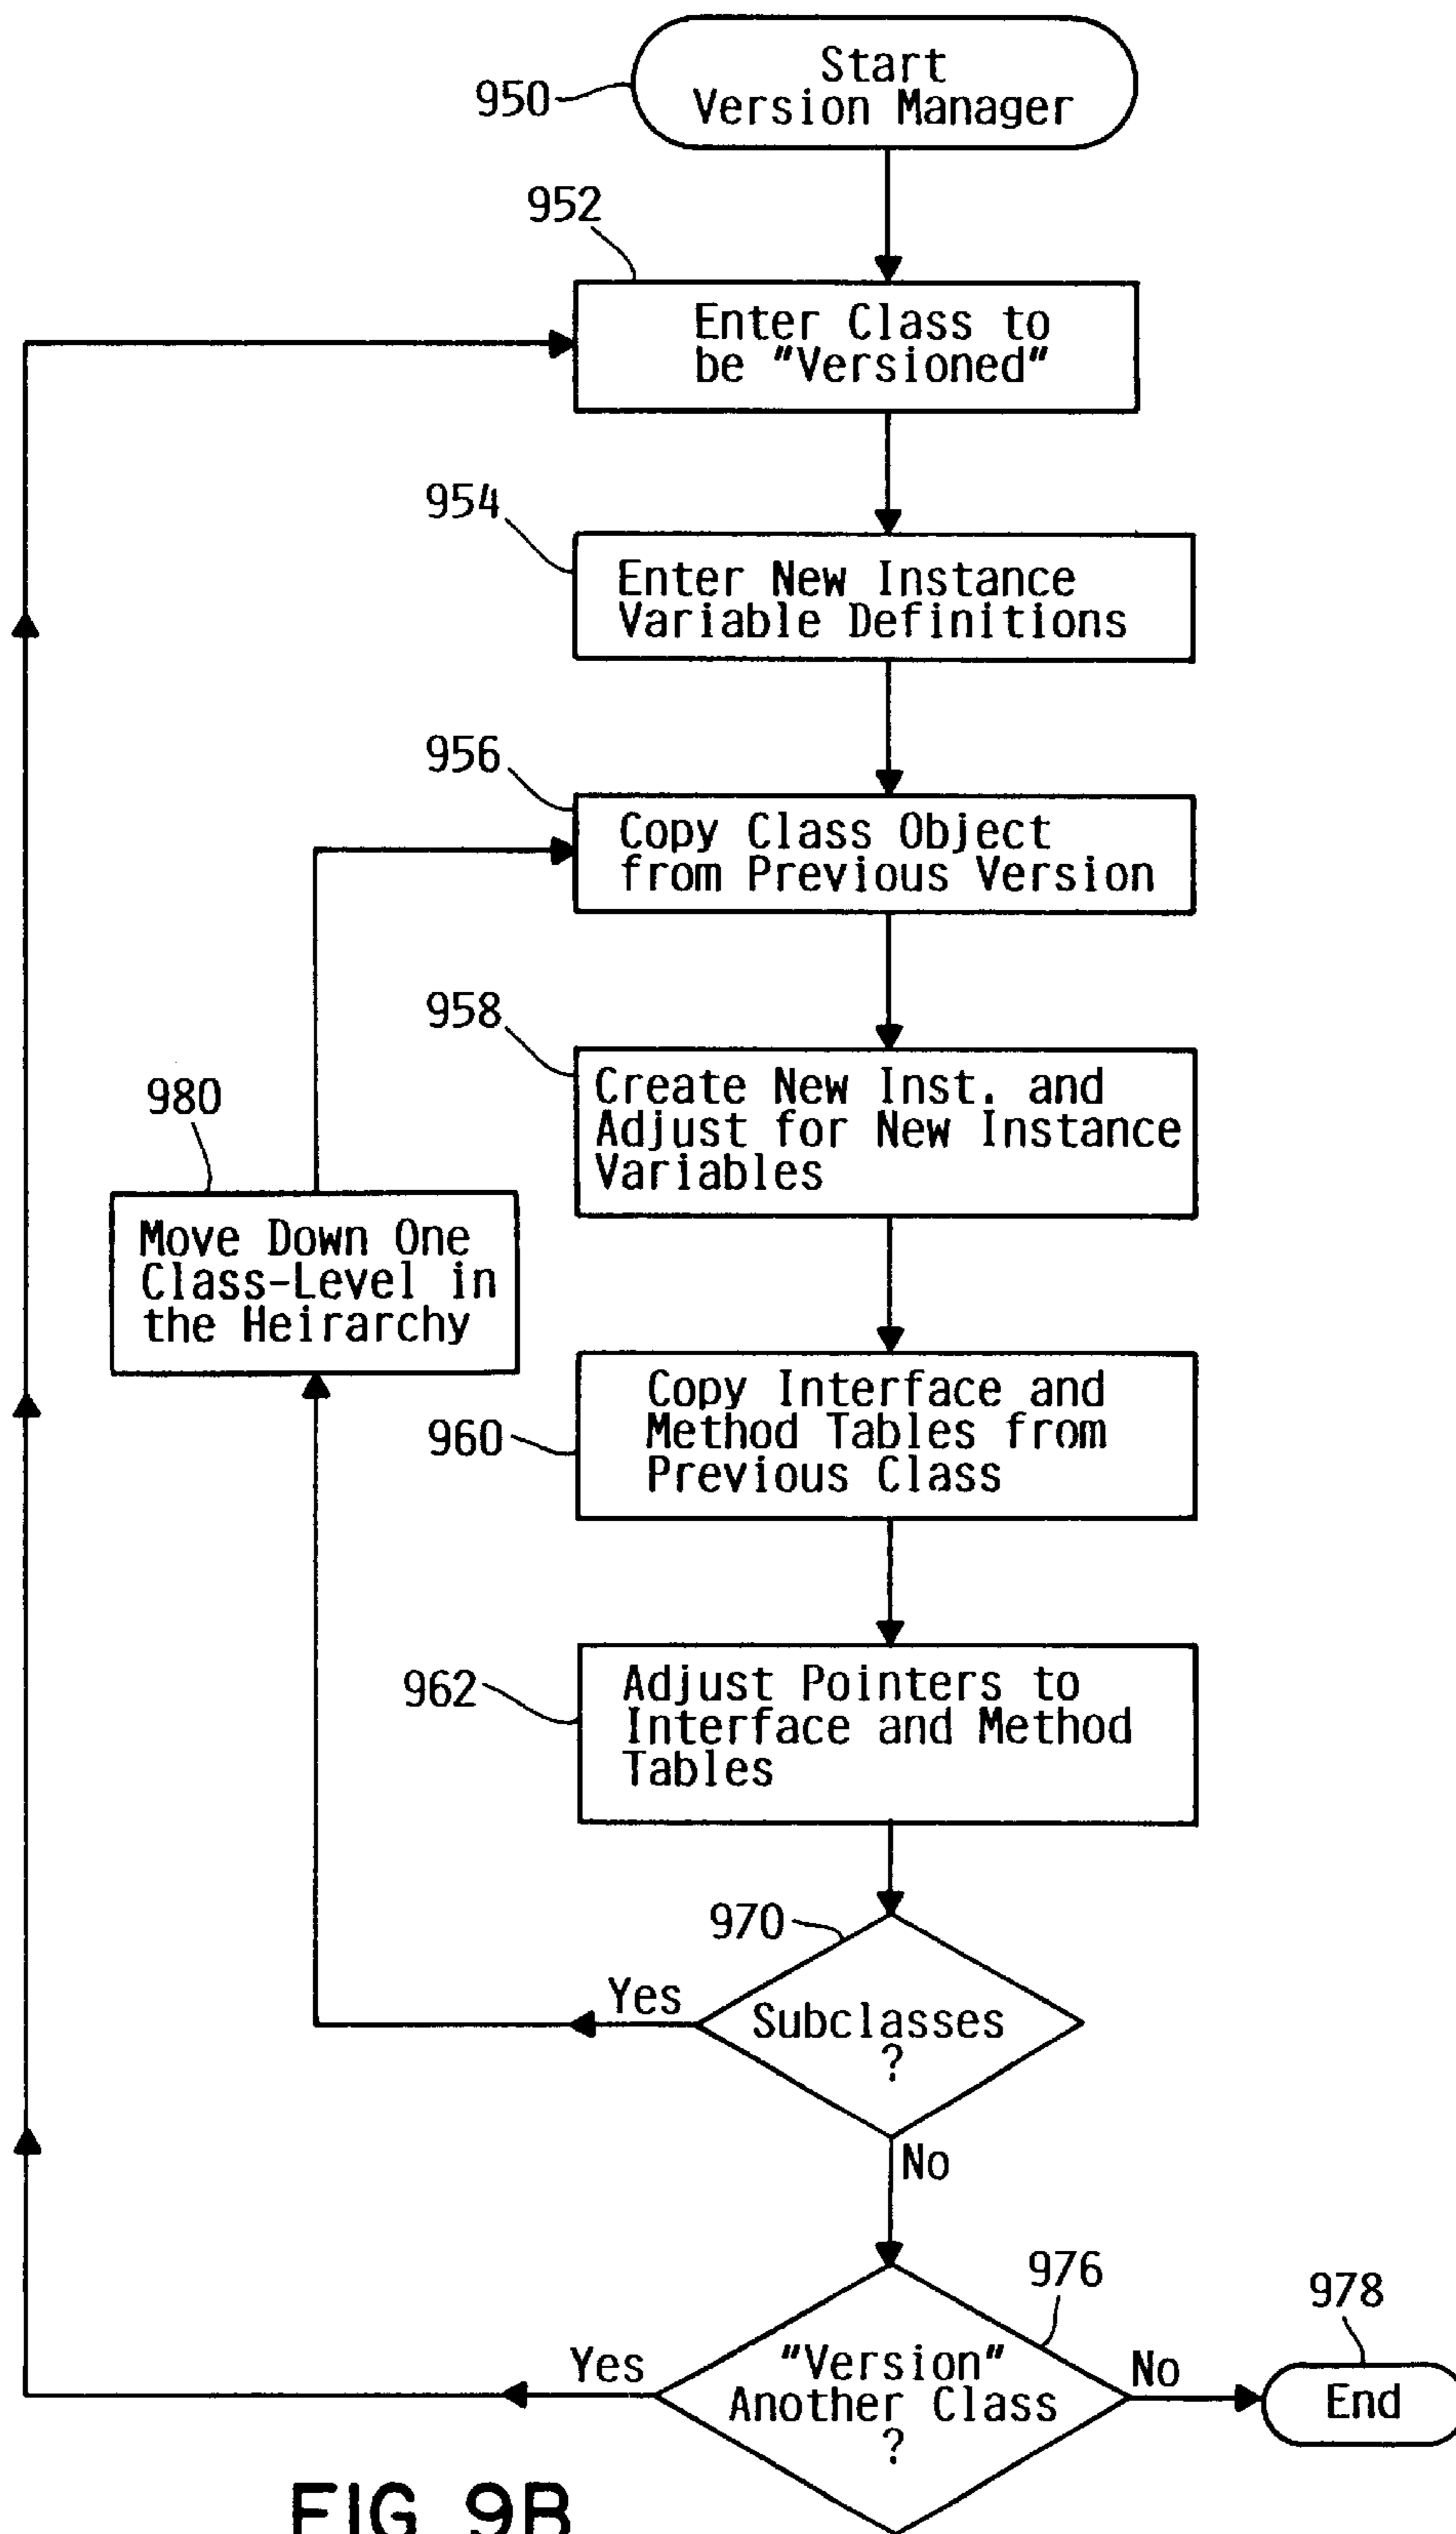 Start
Version Manager
950
952
Enter Class to
be "Versioned"
954
Enter New Instance
Variable Definitions
956
Copy Class Object
from Previous Version
958
Create New Inst. and
Adjust for New Instance
Variables
980
Move Down One
Class-Level in
the Heirarchy
Copy Interface and
Method Tables from
Previous Class
960
962
Adjust Pointers to
Interface and Method
Tables
970
Yes
Subclasses
?
No
976
978
Yes
"Version"
Another Class
?
No
End
FIG. 9B